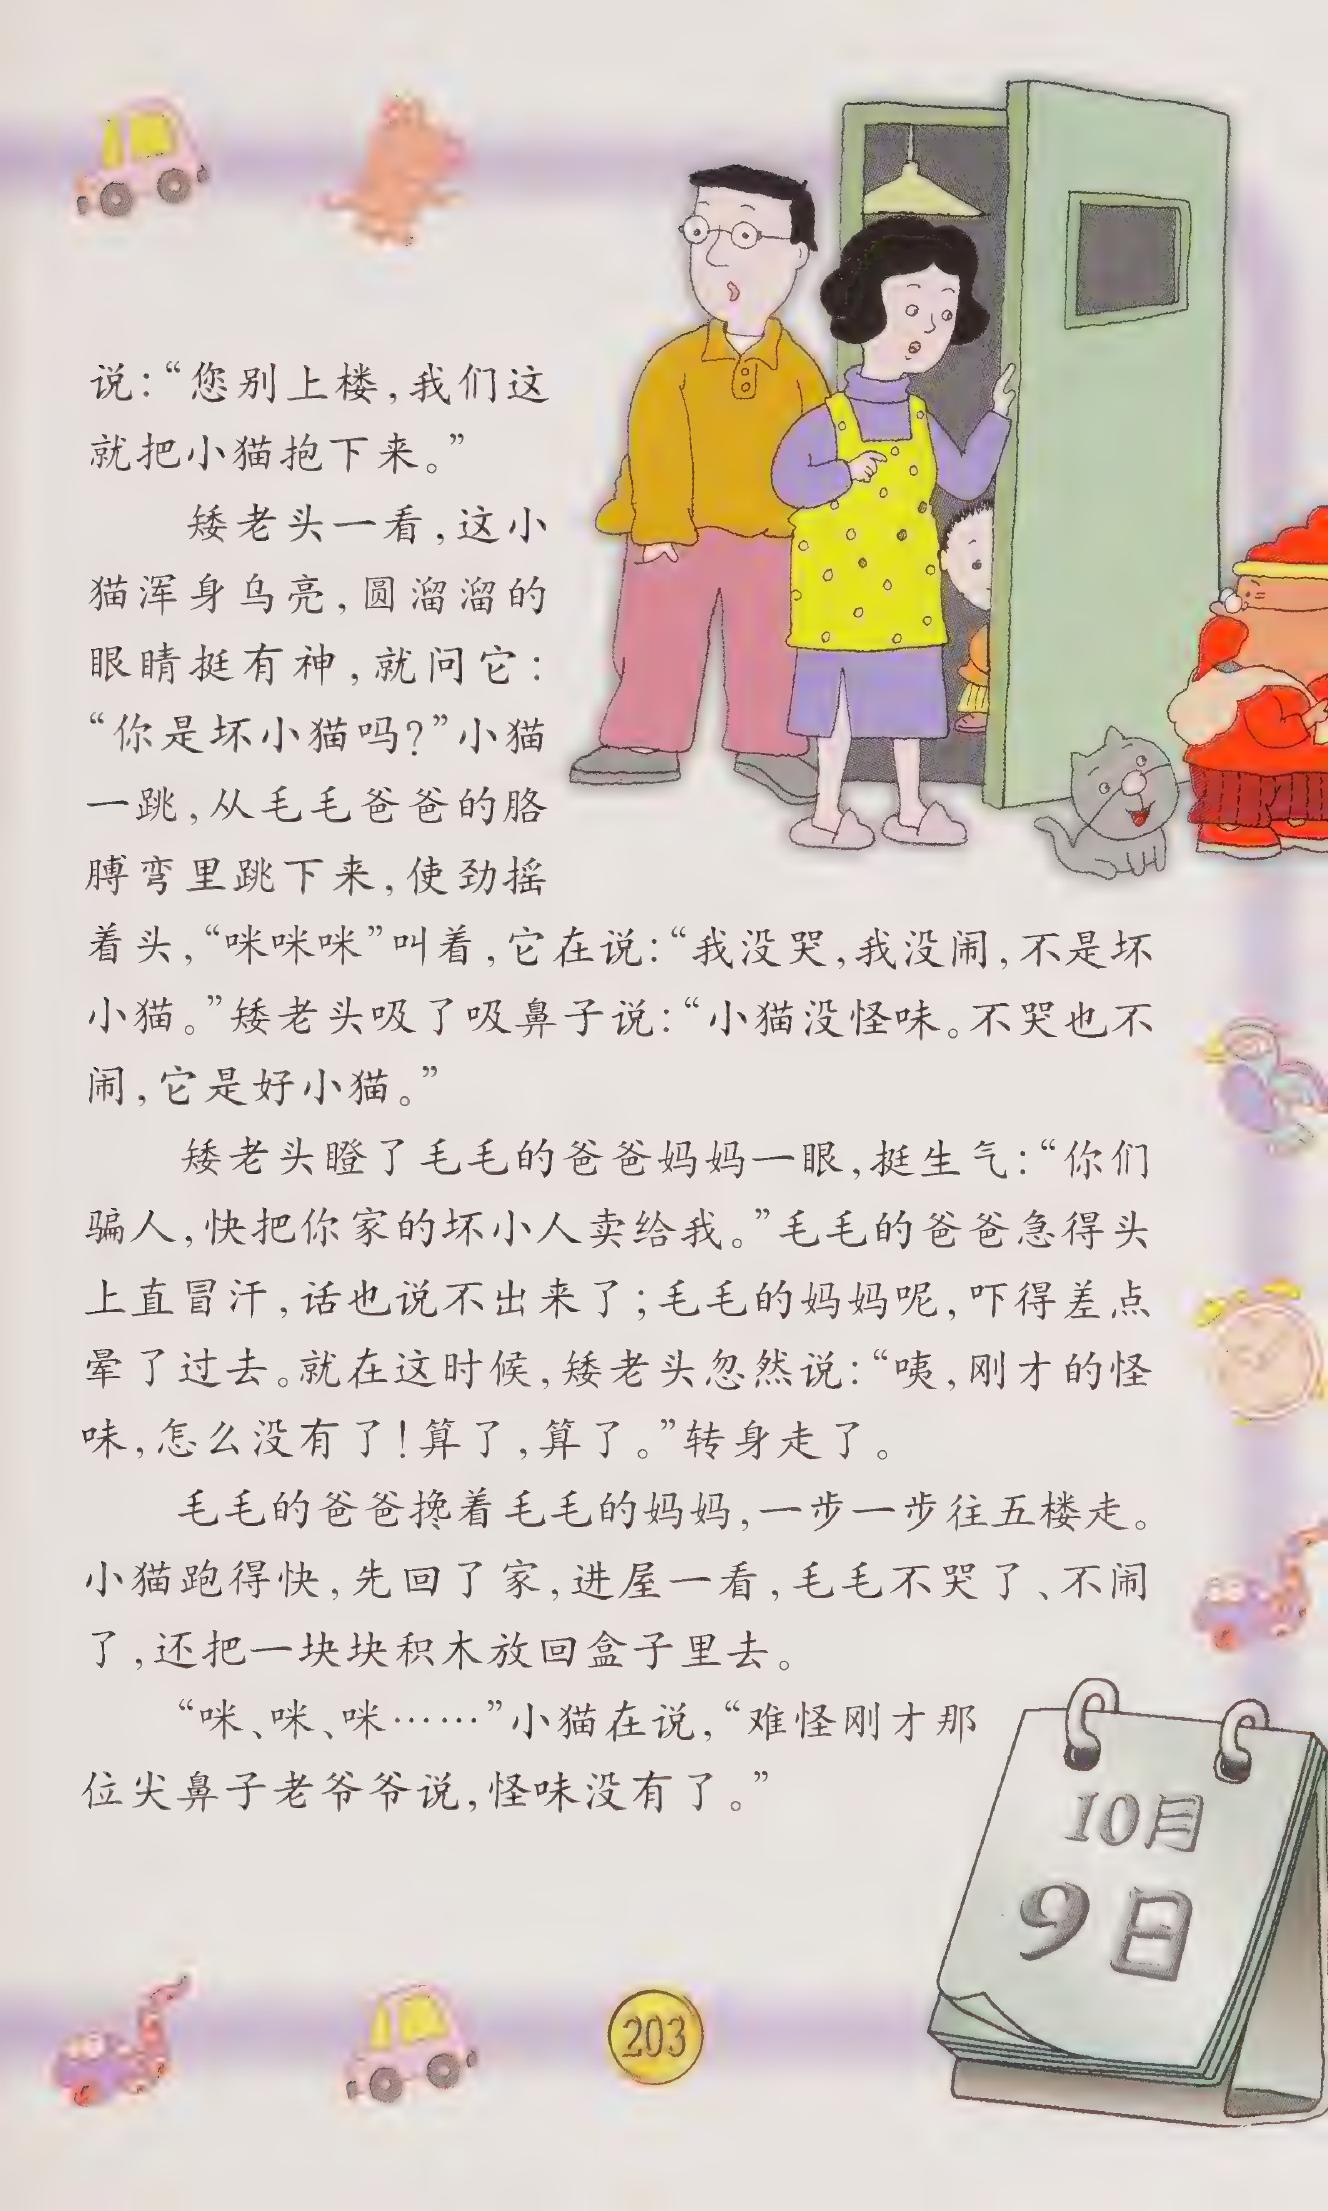 说：“您别上楼，我们这
就把小猫抱下来。”
矮老头一看，这小
猫浑身乌亮，圆溜溜的
眼睛挺有神，就问它：
“你是坏小猫吗？”小猫
一跳，从毛毛爸爸的胳
膊弯里跳下来，使劲摇
着头，“咪咪咪”叫着，它在说：“我没哭，我没闹，不是坏
小猫。”矮老头吸了吸鼻子说：“小猫没怪味。不哭也不
闹，它是好小猫。”
矮老头瞪了毛毛的爸爸妈妈一眼，挺生气：“你们
骗人，快把你家的坏小人卖给我。”毛毛的爸爸急得头
上直冒汗，话也说不出来了；毛毛的妈妈呢，吓得差点
晕了过去。就在这时候，矮老头忽然说：“咦，刚才的怪
味，怎么没有了！算了，算了。”转身走了。
毛毛的爸爸搀着毛毛的妈妈，一步一步往五楼走。
小猫跑得快，先回了家，进屋一看，毛毛不哭了、不闹
了，还把一块块积木放回盒子里去。
“咪、咪、咪……”小猫在说，“难怪刚才那
位尖鼻子老爷爷说，怪味没有了。”
10月
9日
203